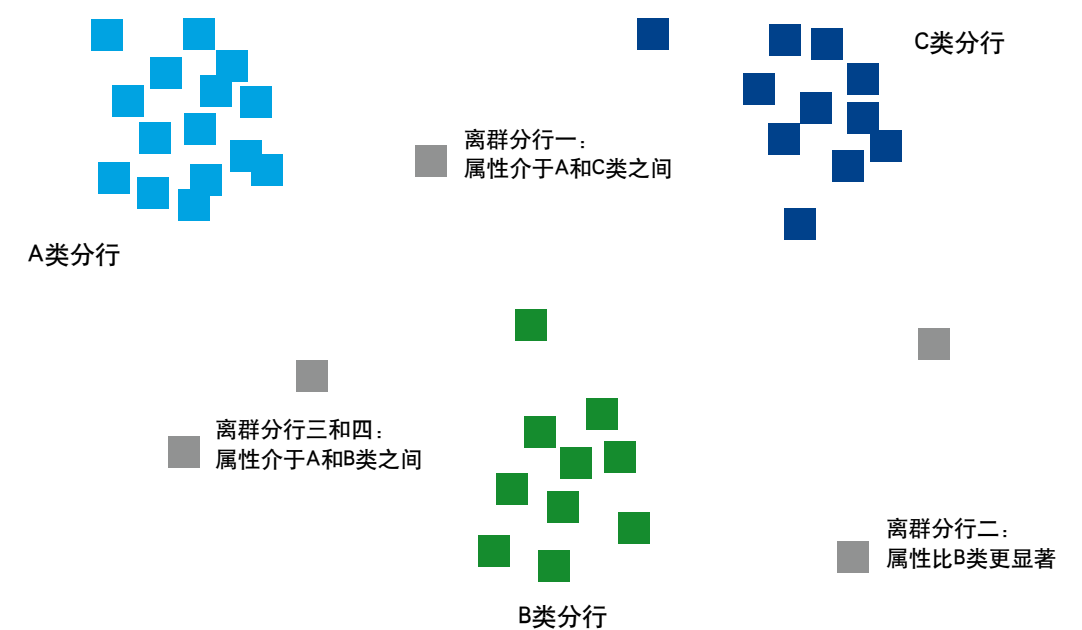 C类分行
离群分行一：
属性介于A和C类之间
A类分行
离群分行三和四：
属性介于A和B类之间
离群分行二：
属性比B类更显著
B类分行